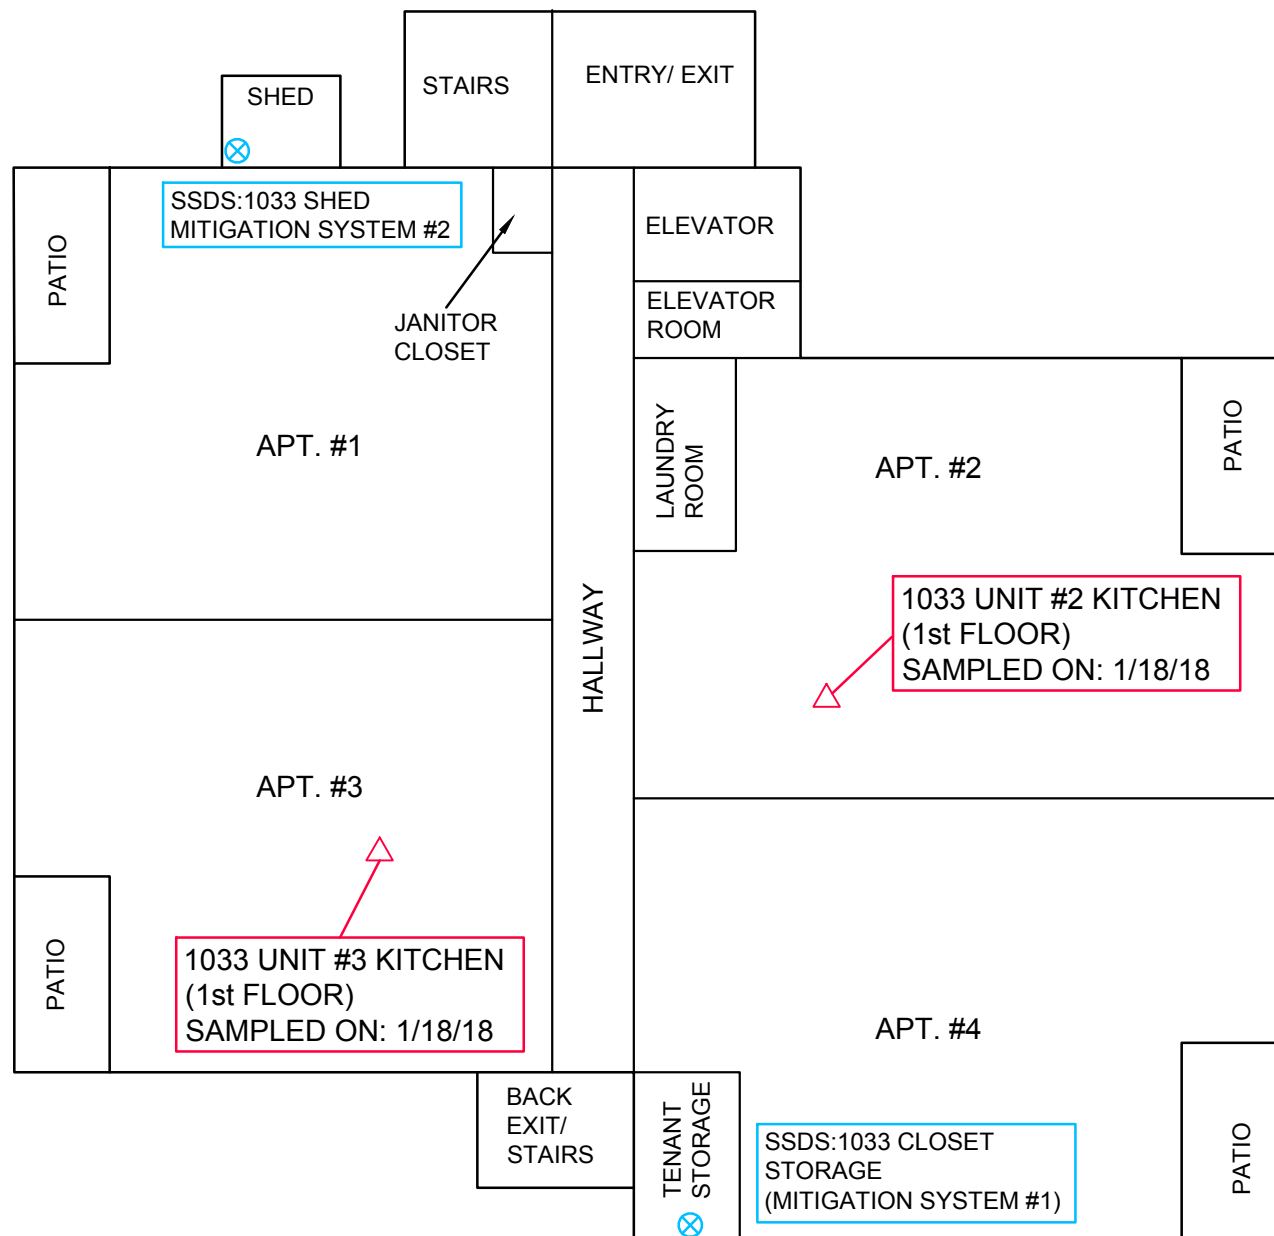 STAIRS
ENTRY/ EXIT
SHED
SSDS:1033 SHED
MITIGATION SYSTEM #2
PATIO
ELEVATOR
ELEVATOR
ROOM
JANITOR
CLOSET
APT. #1
LAUNDRY
ROOM
APT. #2
PATIO
HALLWAY
1033 UNIT #2 KITCHEN
(1st FLOOR)
SAMPLED ON: 1/18/18
APT. #3
PATIO
1033 UNIT #3 KITCHEN
(1st FLOOR)
SAMPLED ON: 1/18/18
APT. #4
BACK
EXIT/
STAIRS
TENANT
STORAGE
SSDS:1033 CLOSET
STORAGE
(MITIGATION SYSTEM #1)
PATIO